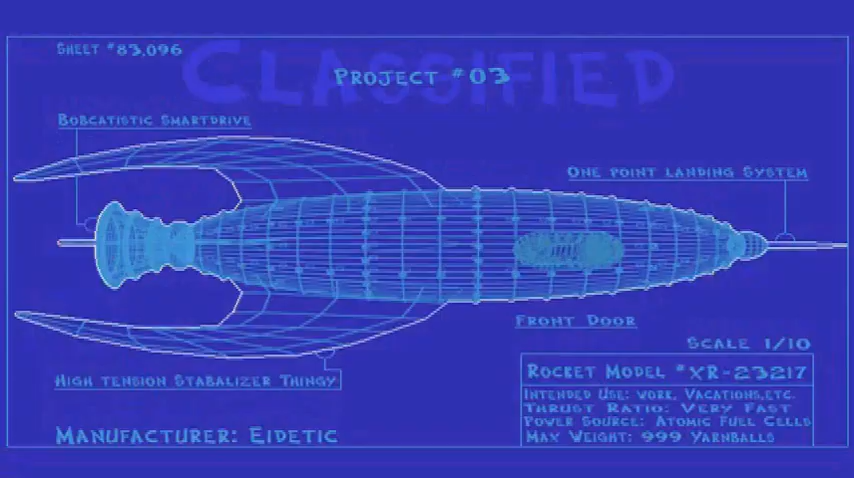 Sheet #83,096
Classified
Project #03
Bobcatistic Smartdrive
One point landing System
Front Door
High tension Stabalizer Thingy
Scale 1/10
Rocket Model #XR-23217
Intended Use: work, Vacations,etc.
Thrust Ratio: Very Fast
Power Source: Atomic Fuel Cells
Max Weight: 999 Yarnballs
Manufacturer: Eidetic